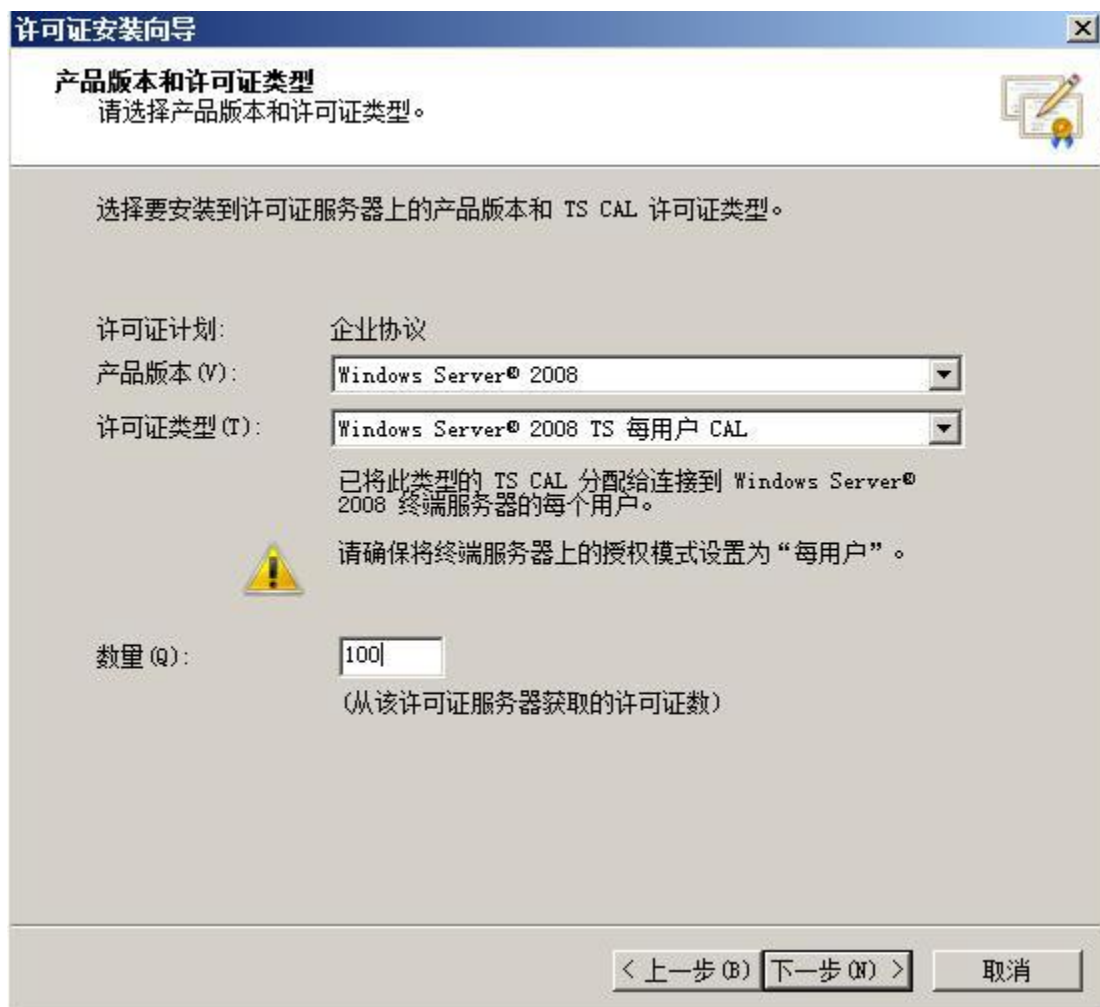 许可证安装向导
产品版本和许可证类型
请选择产品版本和许可证类型。
选择要安装到许可证服务器上的产品版本和 TS CAL 许可证类型。
许可证计划: 企业协议
产品版本(V): Windows Server® 2008
许可证类型(T): Windows Server® 2008 TS 每用户 CAL
已将此类型的 TS CAL 分配给连接到 Windows Server®
2008 终端服务器的每个用户。
请确保将终端服务器上的授权模式设置为“每用户”。
数量(Q): 100
(从该许可证服务器获取的许可证数)
< 上一步(B) 下一步(N) > 取消